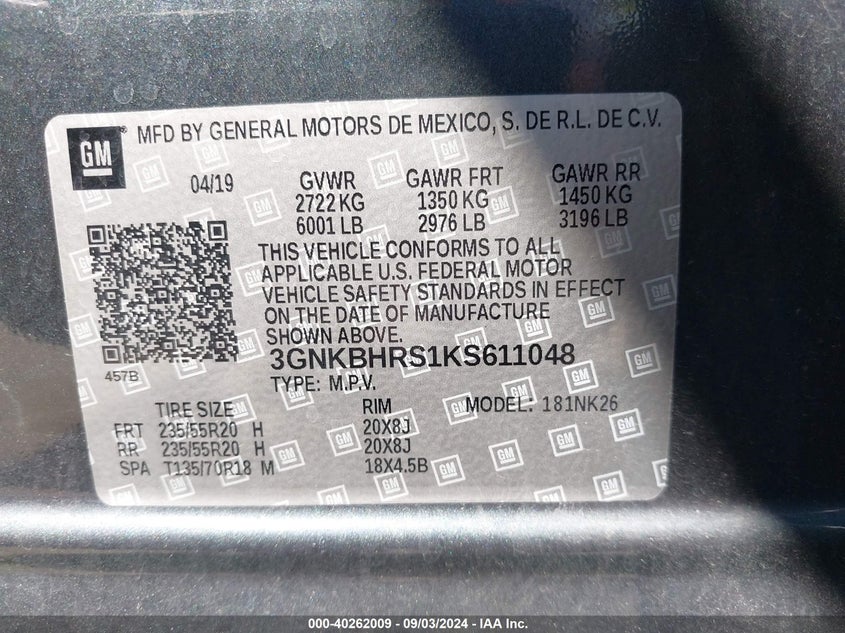 GM
MFD BY GENERAL MOTORS DE MEXICO, S. DE R.L. DE C.V.
04/19 GVWR GAWR FRT GAWR RR
2722 KG 1350 KG 1450 KG
6001 LB 2976 LB 3196 LB
THIS VEHICLE CONFORMS TO ALL
APPLICABLE U.S. FEDERAL MOTOR
VEHICLE SAFETY STANDARDS IN EFFECT
ON THE DATE OF MANUFACTURE
SHOWN ABOVE.
457B
3GNKBHRS1KS611048
TYPE: M.P.V.
TIRE SIZE RIM MODEL: 181NK26
FRT 235/55R20 H 20X8J
RR 235/55R20 H 20X8J
SPA T135/70R18 M 18X4.5B
000-40262009 - 09/03/2024 - IAA Inc.